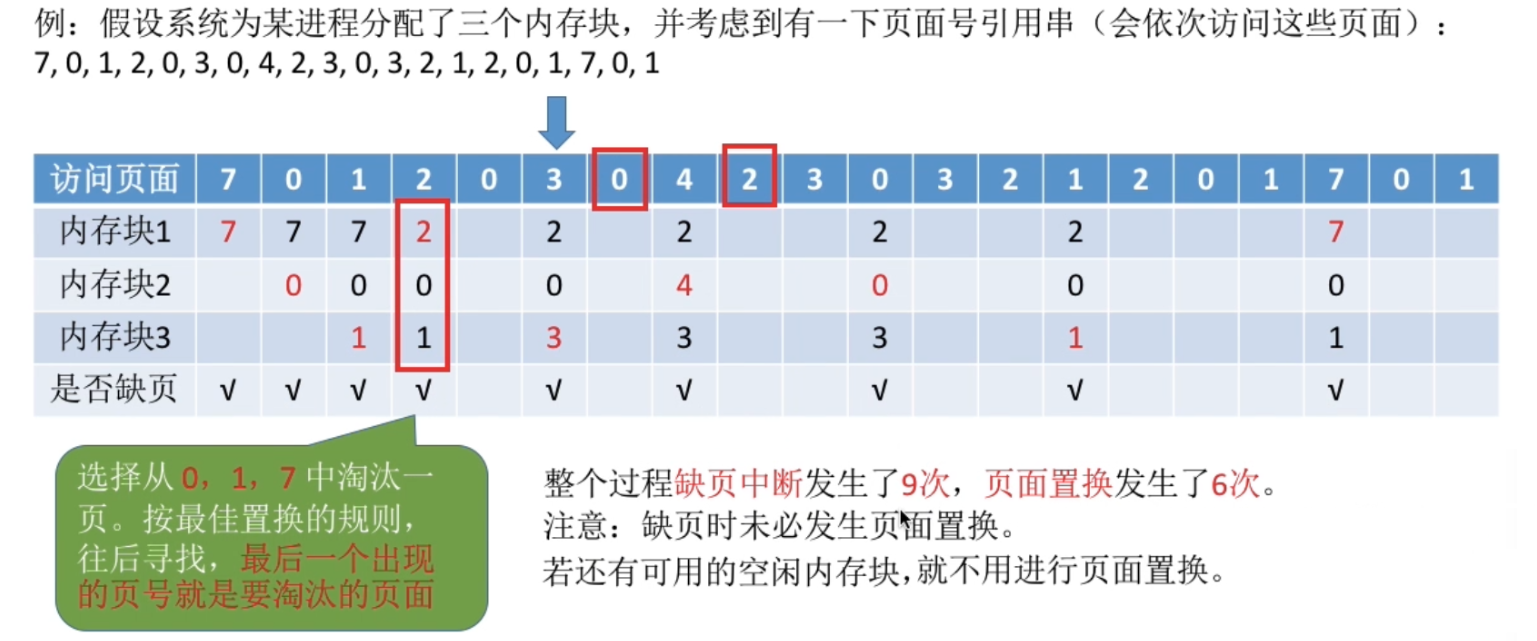 例：假设系统为某进程分配了三个内存块，并考虑到有一下页面号引用串（会依次访问这些页面）：
7, 0, 1, 2, 0, 3, 0, 4, 2, 3, 0, 3, 2, 1, 2, 0, 1, 7, 0, 1
访问页面 7 0 1 2 0 3 0 4 2 3 0 3 2 1 2 0 1 7 0 1
内存块1 7 7 7 2 2 2 2 2 7
内存块2 0 0 0 0 4 0 0 0
内存块3 1 1 3 3 3 1 1
是否缺页 √ √ √ √ √ √ √ √ √
选择从 0，1，7 中淘汰一
页。按最佳置换的规则，
往后寻找，最后一个出现
的页号就是要淘汰的页面
整个过程缺页中断发生了9次，页面置换发生了6次。
注意：缺页时未必发生页面置换。
若还有可用的空闲内存块，就不用进行页面置换。